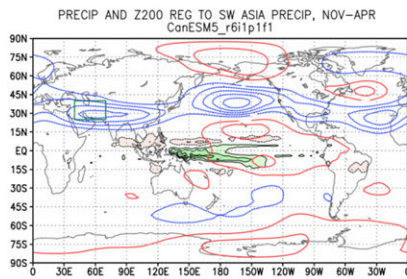 PRECIP AND Z200 REG TO SW ASIA PRECIP, NOV-APR
CanESM5_r6i1p1f1
90N
75N
60N
45N
30N
15N
EQ
15S
30S
45S
60S
75S
90S
0 30E 60E 90E 120E 150E 180 150W 120W 90W 60W 30W